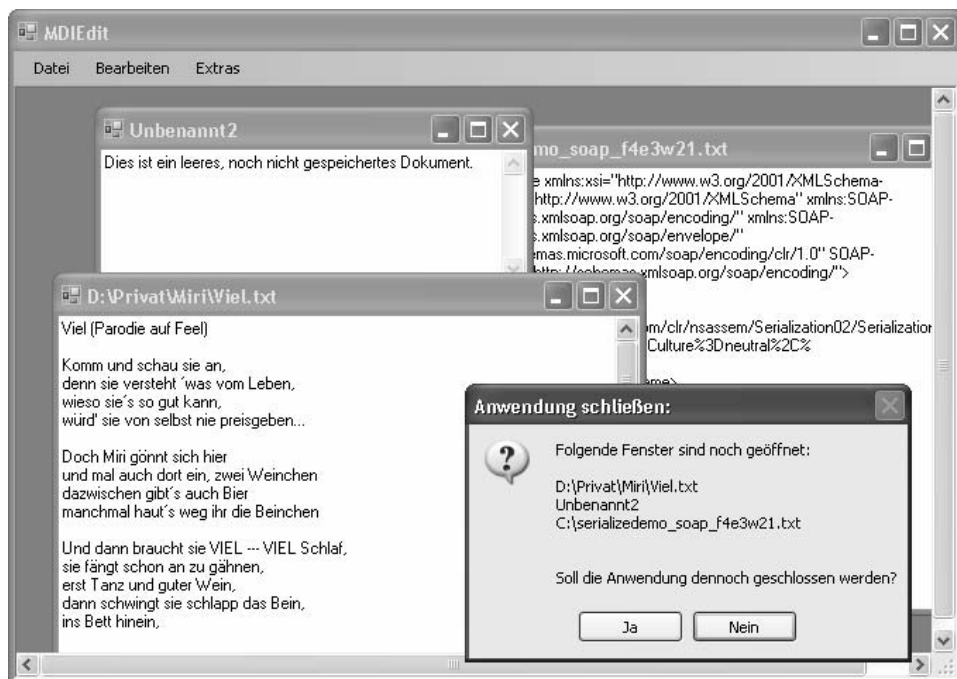 MDIEdit
Datei Bearbeiten Extras
Unbenannt2
Dies ist ein leeres, noch nicht gespeichertes Dokument.
mo_soap_f4e3w21.txt
e xmlns:xsi="http://www.w3.org/2001/XMLSchema-
http://www.w3.org/2001/XMLSchema" xmlns:SOAP-
s.xmlsoap.org/soap/encoding/" xmlns:SOAP-
s.xmlsoap.org/soap/envelope/"
emas.microsoft.com/soap/encoding/clr/1.0" SOAP-
http://schemas.xmlsoap.org/soap/encoding/">
om/clr/nsassem/Serialization02/Serialization
Culture%3Dneutral%2C%
ame>
D:\Privat\Miri\Viel.txt
Viel (Parodie auf Feel)
Komm und schau sie an,
denn sie versteht ´was vom Leben,
wieso sie´s so gut kann,
würd' sie von selbst nie preisgeben...
Doch Miri gönnt sich hier
und mal auch dort ein, zwei Weinchen
dazwischen gibt´s auch Bier
manchmal haut´s weg ihr die Beinchen
Und dann braucht sie VIEL --- VIEL Schlaf,
sie fängt schon an zu gähnen,
erst Tanz und guter Wein,
dann schwingt sie schlapp das Bein,
ins Bett hinein,
Anwendung schließen:
Folgende Fenster sind noch geöffnet:
D:\Privat\Miri\Viel.txt
Unbenannt2
C:\serializedemo_soap_f4e3w21.txt
Soll die Anwendung dennoch geschlossen werden?
Ja Nein